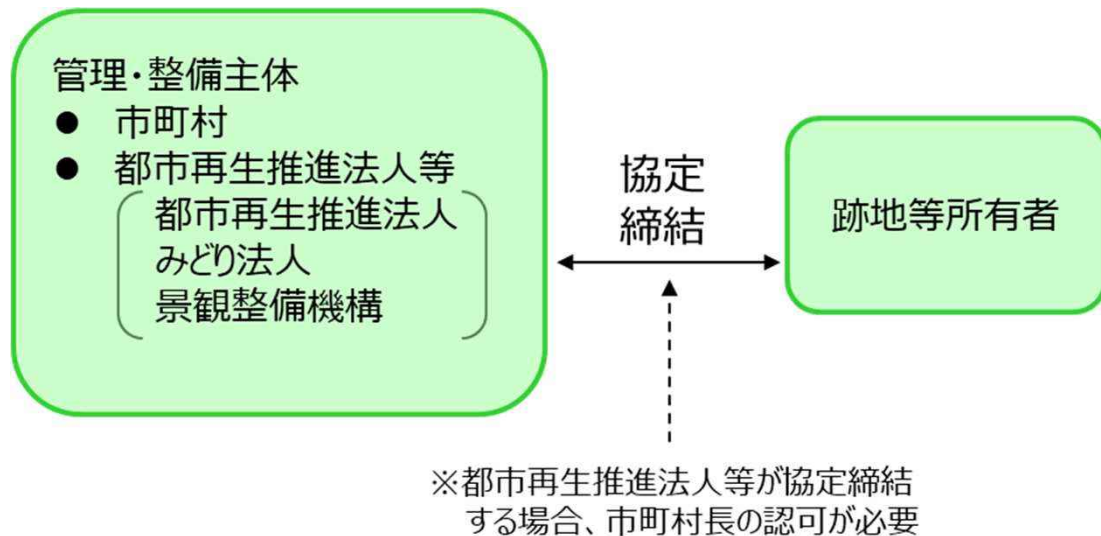 管理・整備主体
● 市町村
● 都市再生推進法人等
都市再生推進法人
みどり法人
景観整備機構
協定
締結
跡地等所有者
※都市再生推進法人等が協定締結
する場合、市町村長の認可が必要